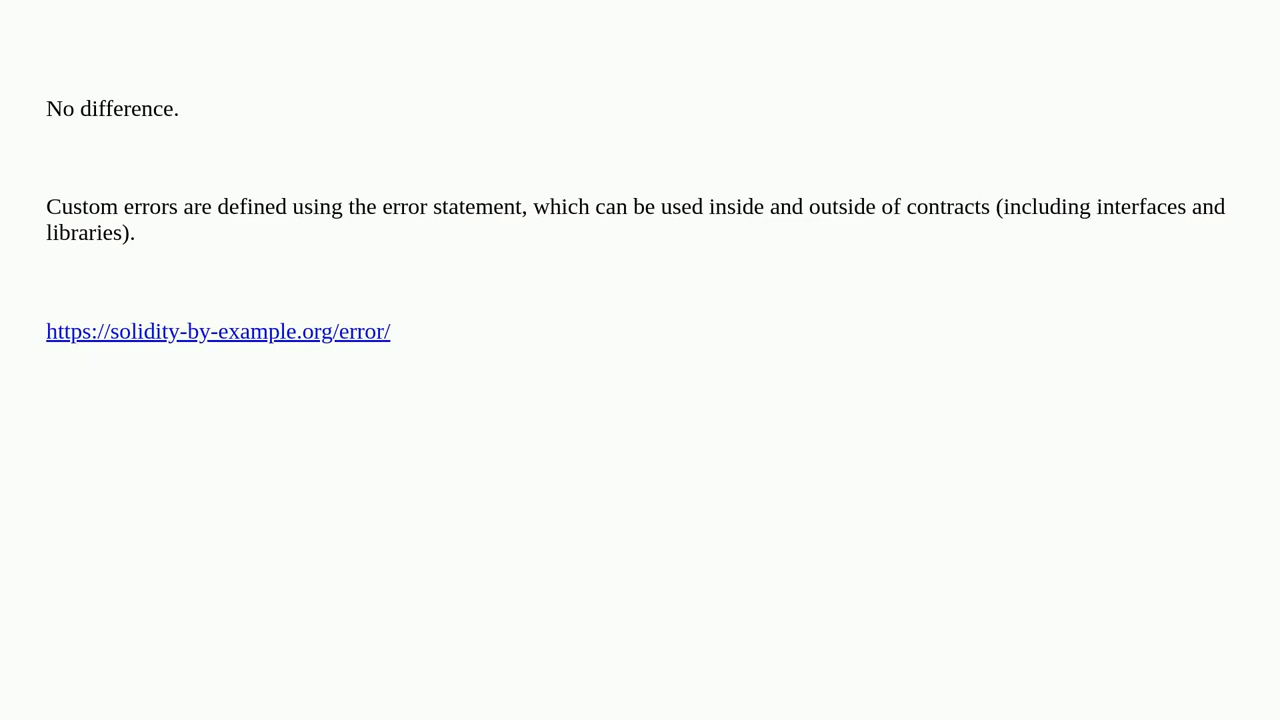 No difference.
Custom errors are defined using the error statement, which can be used inside and outside of contracts (including interfaces and
libraries).
https://solidity-by-example.org/error/